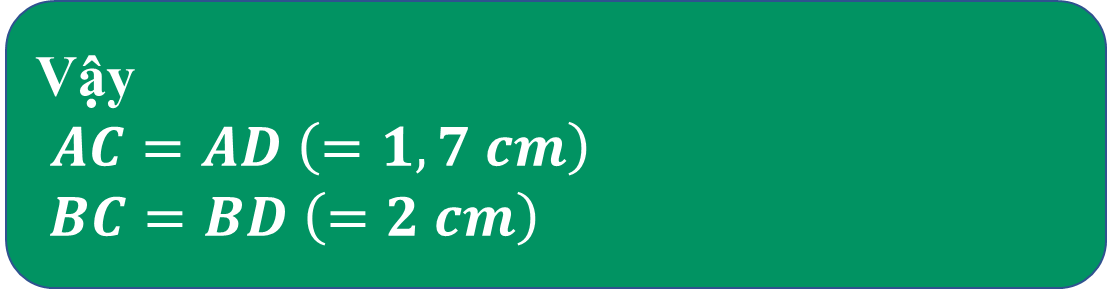 Vậy
AC = AD (= 1,7 cm)
BC = BD (= 2 cm)